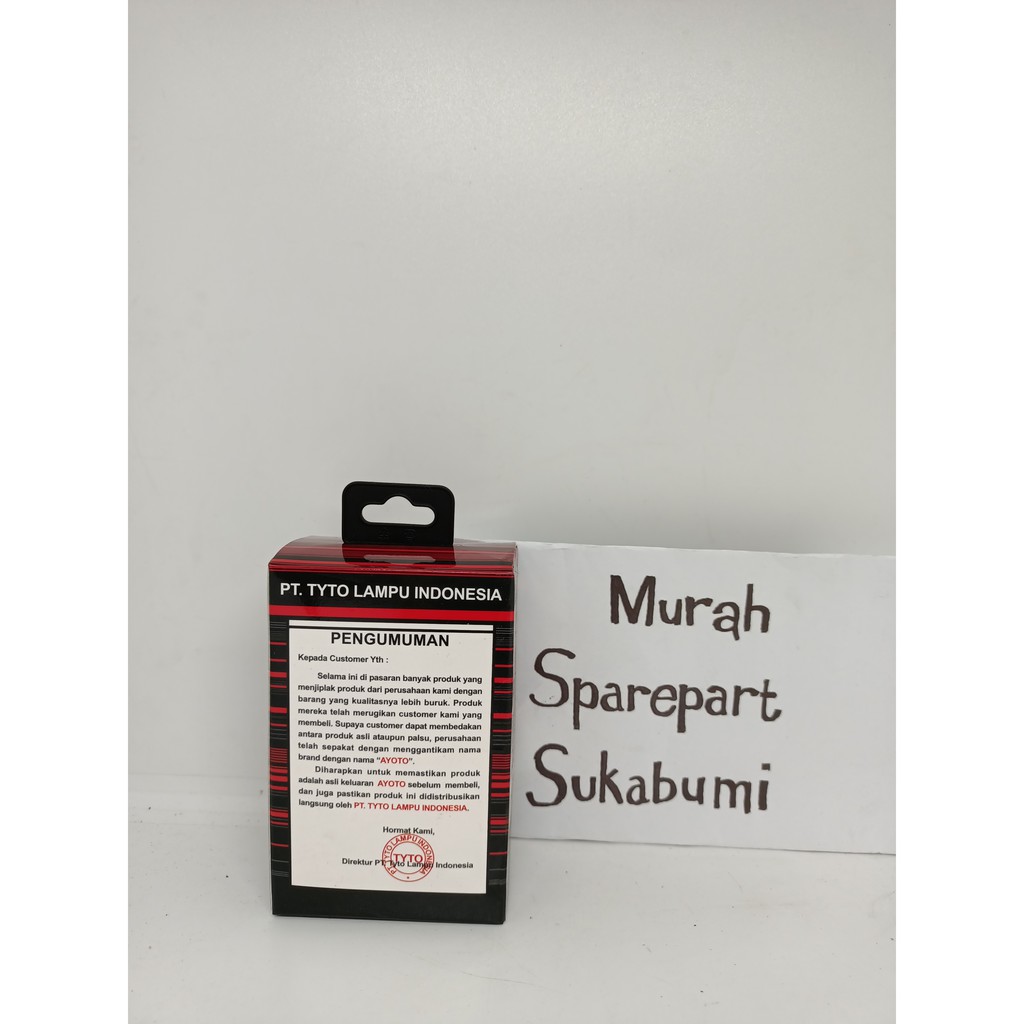 PT. TYTO LAMPU INDONESIA
PENGUMUMAN
Kepada Customer Yth :
Selama ini di pasaran banyak produk yang
menjiplak produk dari perusahaan kami dengan
barang yang kualitasnya lebih buruk. Produk
mereka telah merugikan customer kami yang
membeli. Supaya customer dapat membedakan
antara produk asli ataupun palsu, perusahaan
telah sepakat dengan menggantikam nama
brand dengan nama "AYOTO".
Diharapkan untuk memastikan produk
adalah asli keluaran AYOTO sebelum membeli,
dan juga pastikan produk ini didistribusikan
langsung oleh PT. TYTO LAMPU INDONESIA.
Hormat Kami,
PT TYTO LAMPU INDONESIA
TYTO
Direktur PT. Tyto Lampu Indonesia
Murah
Sparepart
Sukabumi